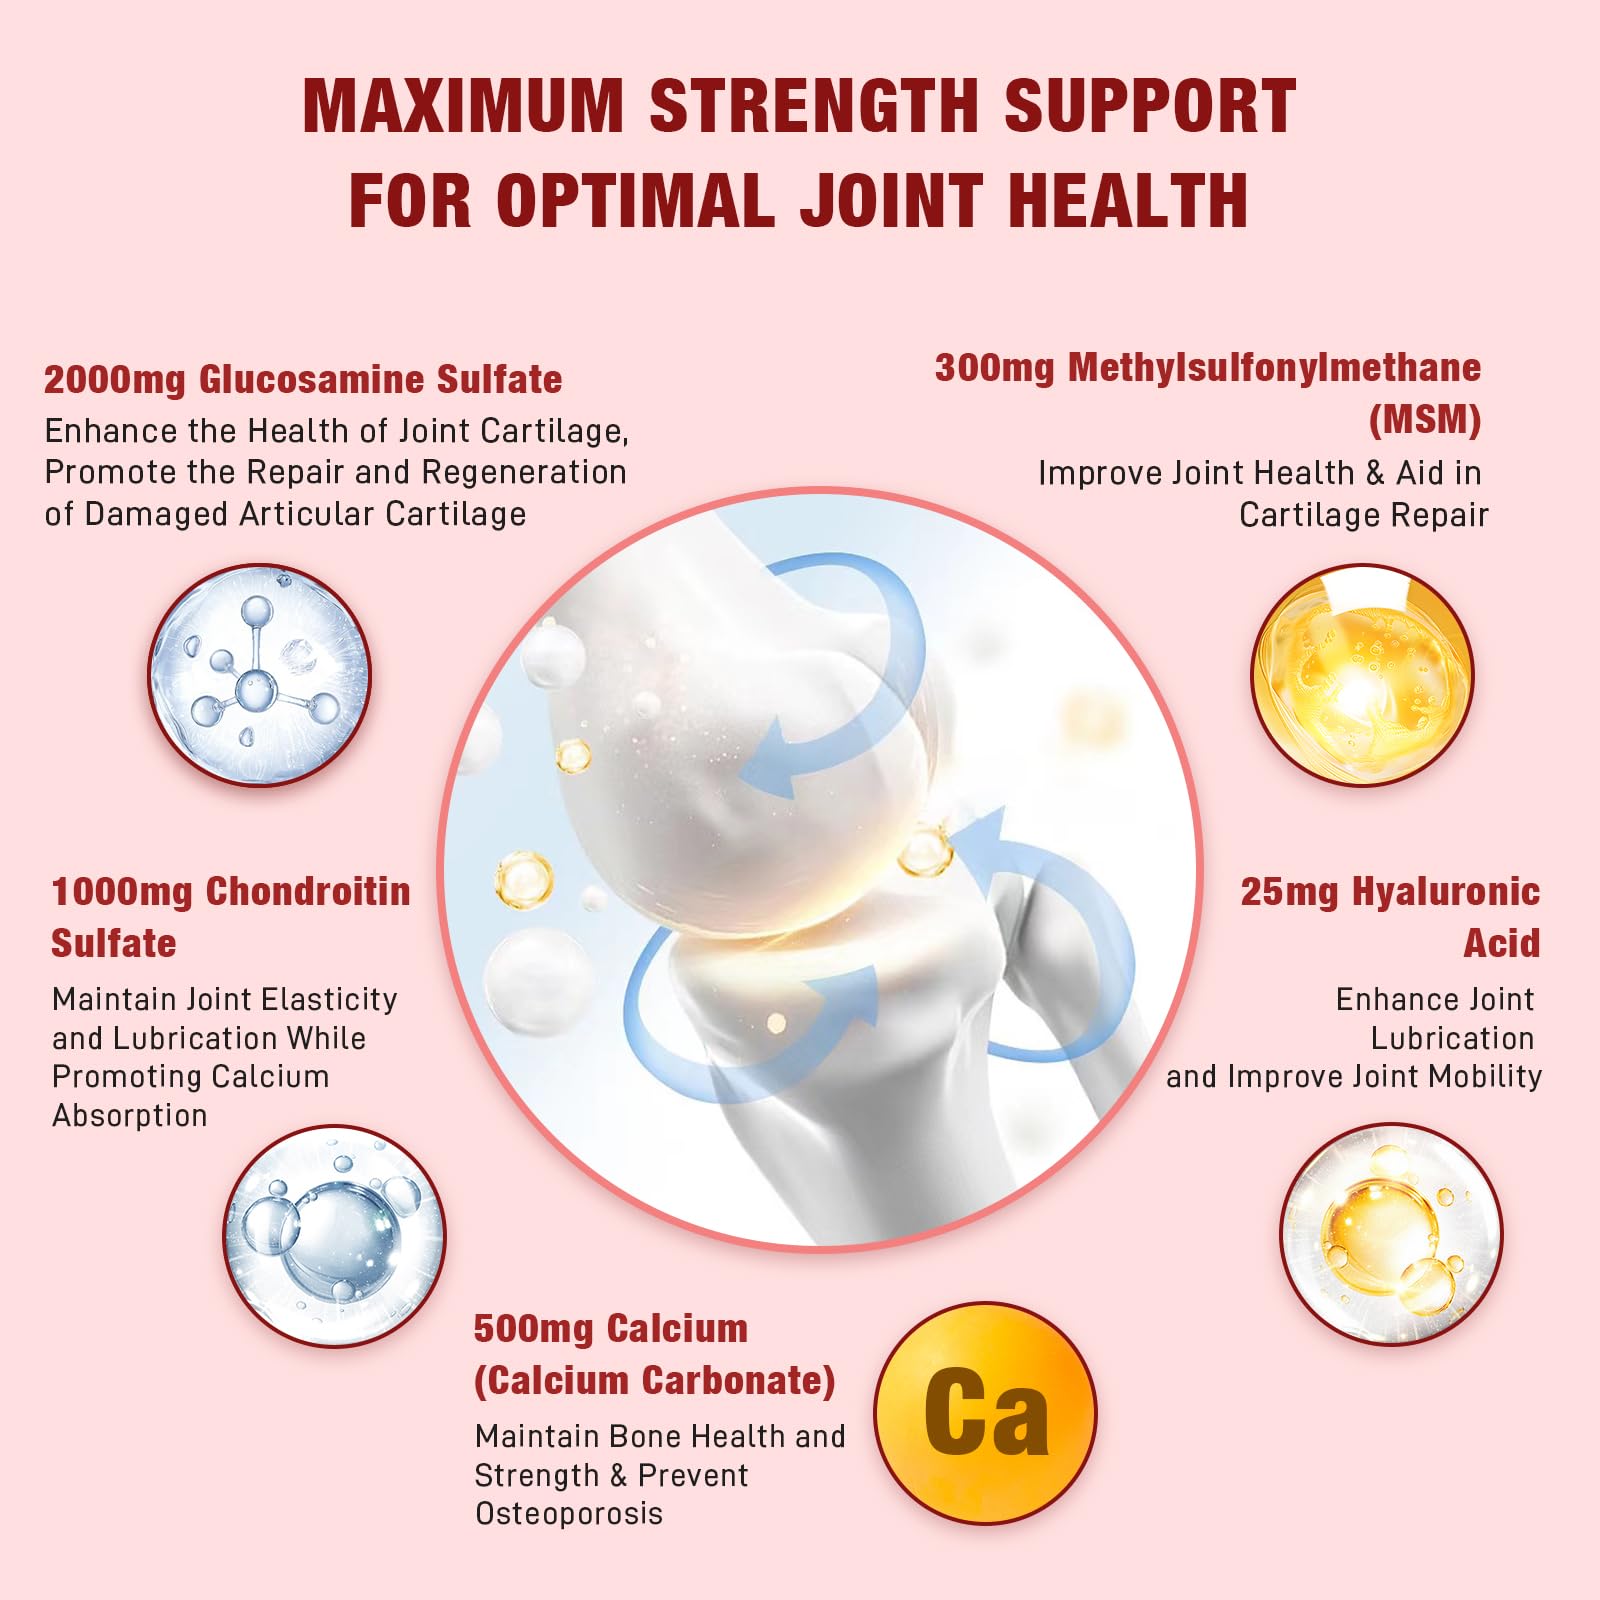 MAXIMUM STRENGTH SUPPORT
FOR OPTIMAL JOINT HEALTH
2000mg Glucosamine Sulfate
Enhance the Health of Joint Cartilage,
Promote the Repair and Regeneration
of Damaged Articular Cartilage
300mg Methylsulfonylmethane
(MSM)
Improve Joint Health & Aid in
Cartilage Repair
1000mg Chondroitin
Sulfate
Maintain Joint Elasticity
and Lubrication While
Promoting Calcium
Absorption
25mg Hyaluronic
Acid
Enhance Joint
Lubrication
and Improve Joint Mobility
500mg Calcium
(Calcium Carbonate)
Maintain Bone Health and
Strength & Prevent
Osteoporosis
Ca